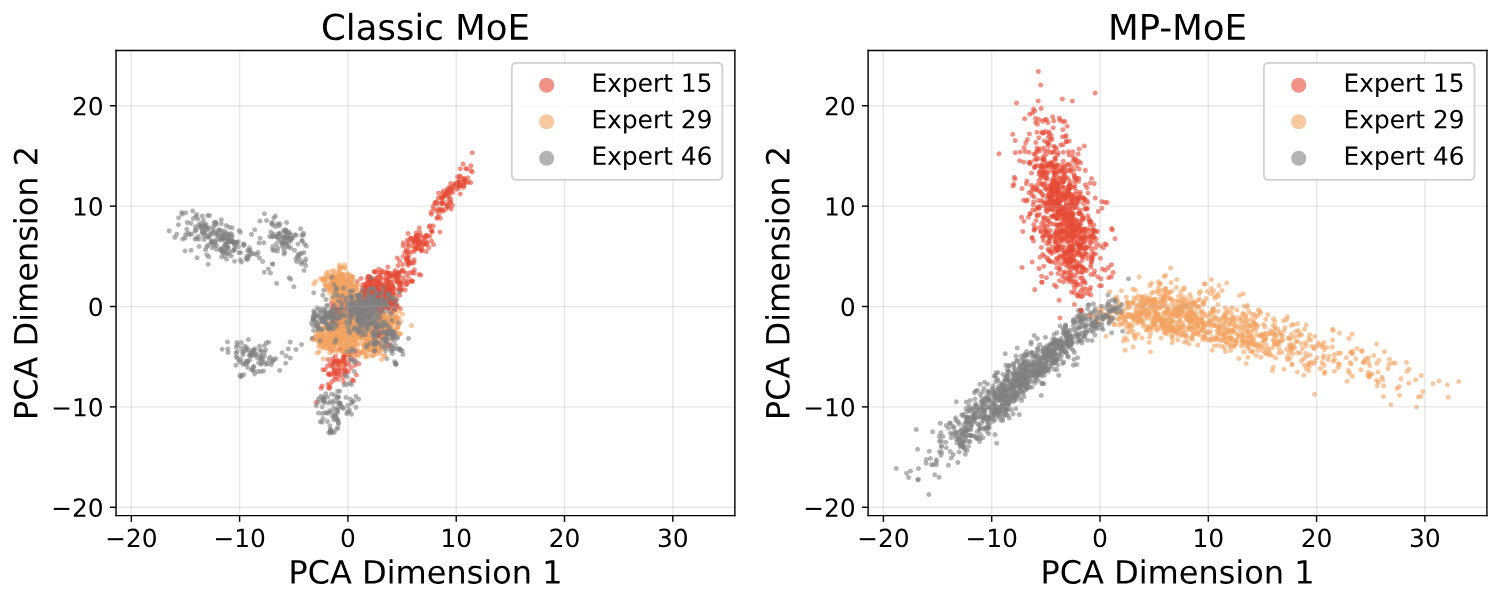 Classic MoE
20
10
0
−10
−20
−20 −10 0 10 20 30
PCA Dimension 1
PCA Dimension 2
Expert 15
Expert 29
Expert 46
MP-MoE
20
10
0
−10
−20
−20 −10 0 10 20 30
PCA Dimension 1
PCA Dimension 2
Expert 15
Expert 29
Expert 46